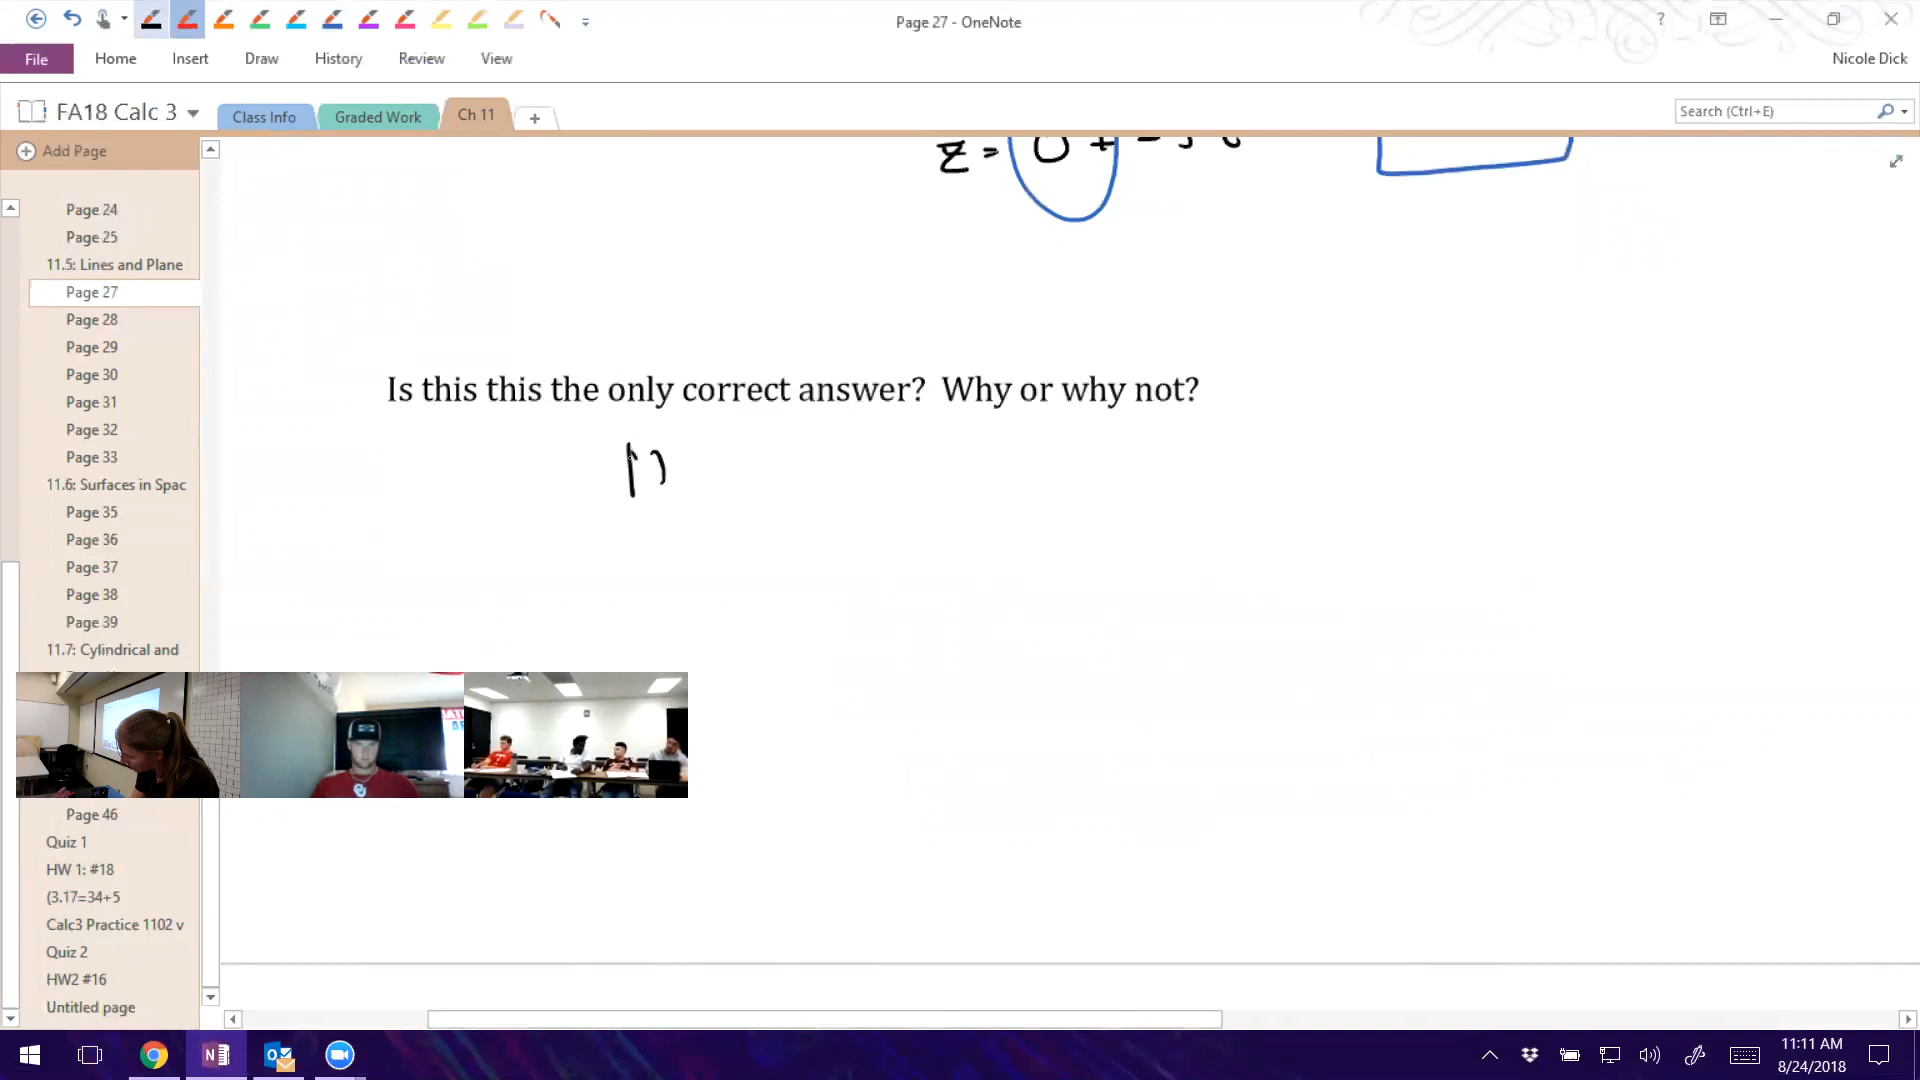 Page 27 - OneNote
?
File
Home
Insert
Draw
History
Review
View
Nicole Dick
FA18 Calc 3
Class Info
Graded Work
Ch 11
+
Search (Ctrl+E)
Add Page
Page 24
Page 25
11.5: Lines and Plane
Page 27
Page 28
Page 29
Page 30
Page 31
Page 32
Page 33
11.6: Surfaces in Spac
Page 35
Page 36
Page 37
Page 38
Page 39
11.7: Cylindrical and
Page 46
Quiz 1
HW 1: #18
(3.17=34+5
Calc3 Practice 1102 v
Quiz 2
HW2 #16
Untitled page
z = 0 +
Is this this the only correct answer? Why or why not?
11:11 AM
8/24/2018